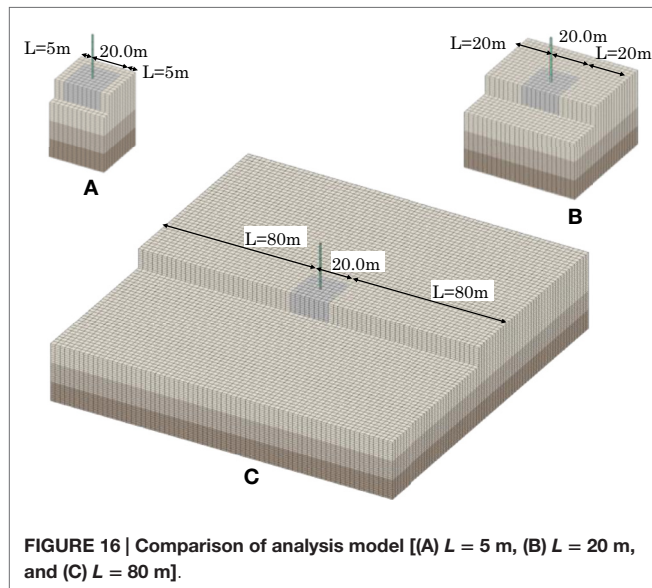 L=5m
20.0m
L=5m
A
20.0m
L=20m
L=20m
B
L=80m
20.0m
L=80m
C
FIGURE 16 | Comparison of analysis model [(A) L = 5 m, (B) L = 20 m,
and (C) L = 80 m].